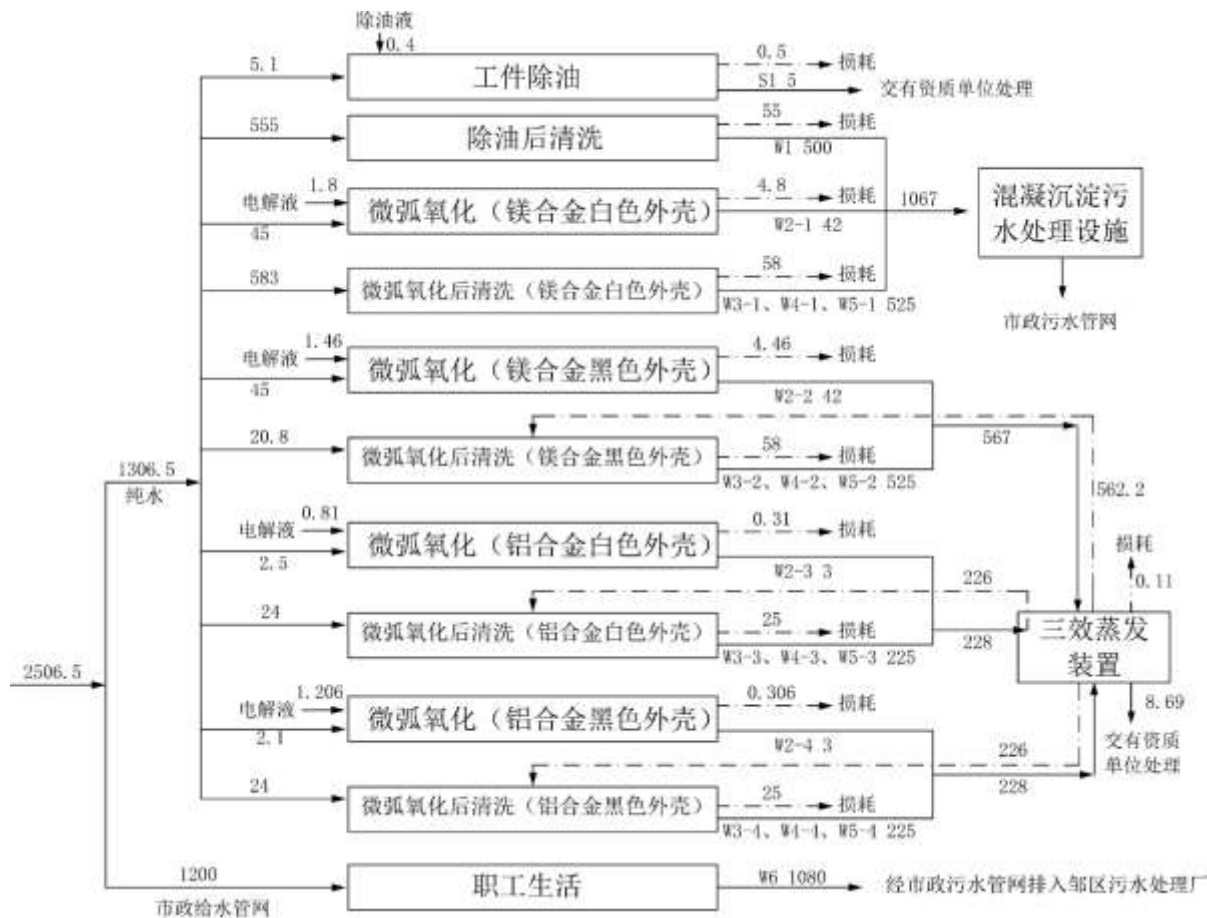 除油液
0.4
5.1
工件除油
0.5
损耗
S1 5
交有资质单位处理
555
除油后清洗
55
损耗
W1 500
电解液
1.8
45
微弧氧化（镁合金白色外壳）
4.8
损耗
W2-1 42
1067
混凝沉淀污
水处理设施
583
微弧氧化后清洗（镁合金白色外壳）
58
损耗
W3-1、W4-1、W5-1 525
市政污水管网
电解液
1.46
45
微弧氧化（镁合金黑色外壳）
4.46
损耗
W2-2 42
20.8
微弧氧化后清洗（镁合金黑色外壳）
58
损耗
W3-2、W4-2、W5-2 525
567
562.2
1306.5
纯水
电解液
0.81
2.5
微弧氧化（铝合金白色外壳）
0.31
损耗
W2-3 3
226
损耗
0.11
24
微弧氧化后清洗（铝合金白色外壳）
25
损耗
W3-3、W4-3、W5-3 225
228
三效蒸发
装置
2506.5
电解液
1.206
2.1
微弧氧化（铝合金黑色外壳）
0.306
损耗
W2-4 3
226
8.69
交有资质
单位处理
24
微弧氧化后清洗（铝合金黑色外壳）
25
损耗
W3-4、W4-4、W5-4 225
228
1200
市政给水管网
职工生活
W6 1080
经市政污水管网排入邹区污水处理厂